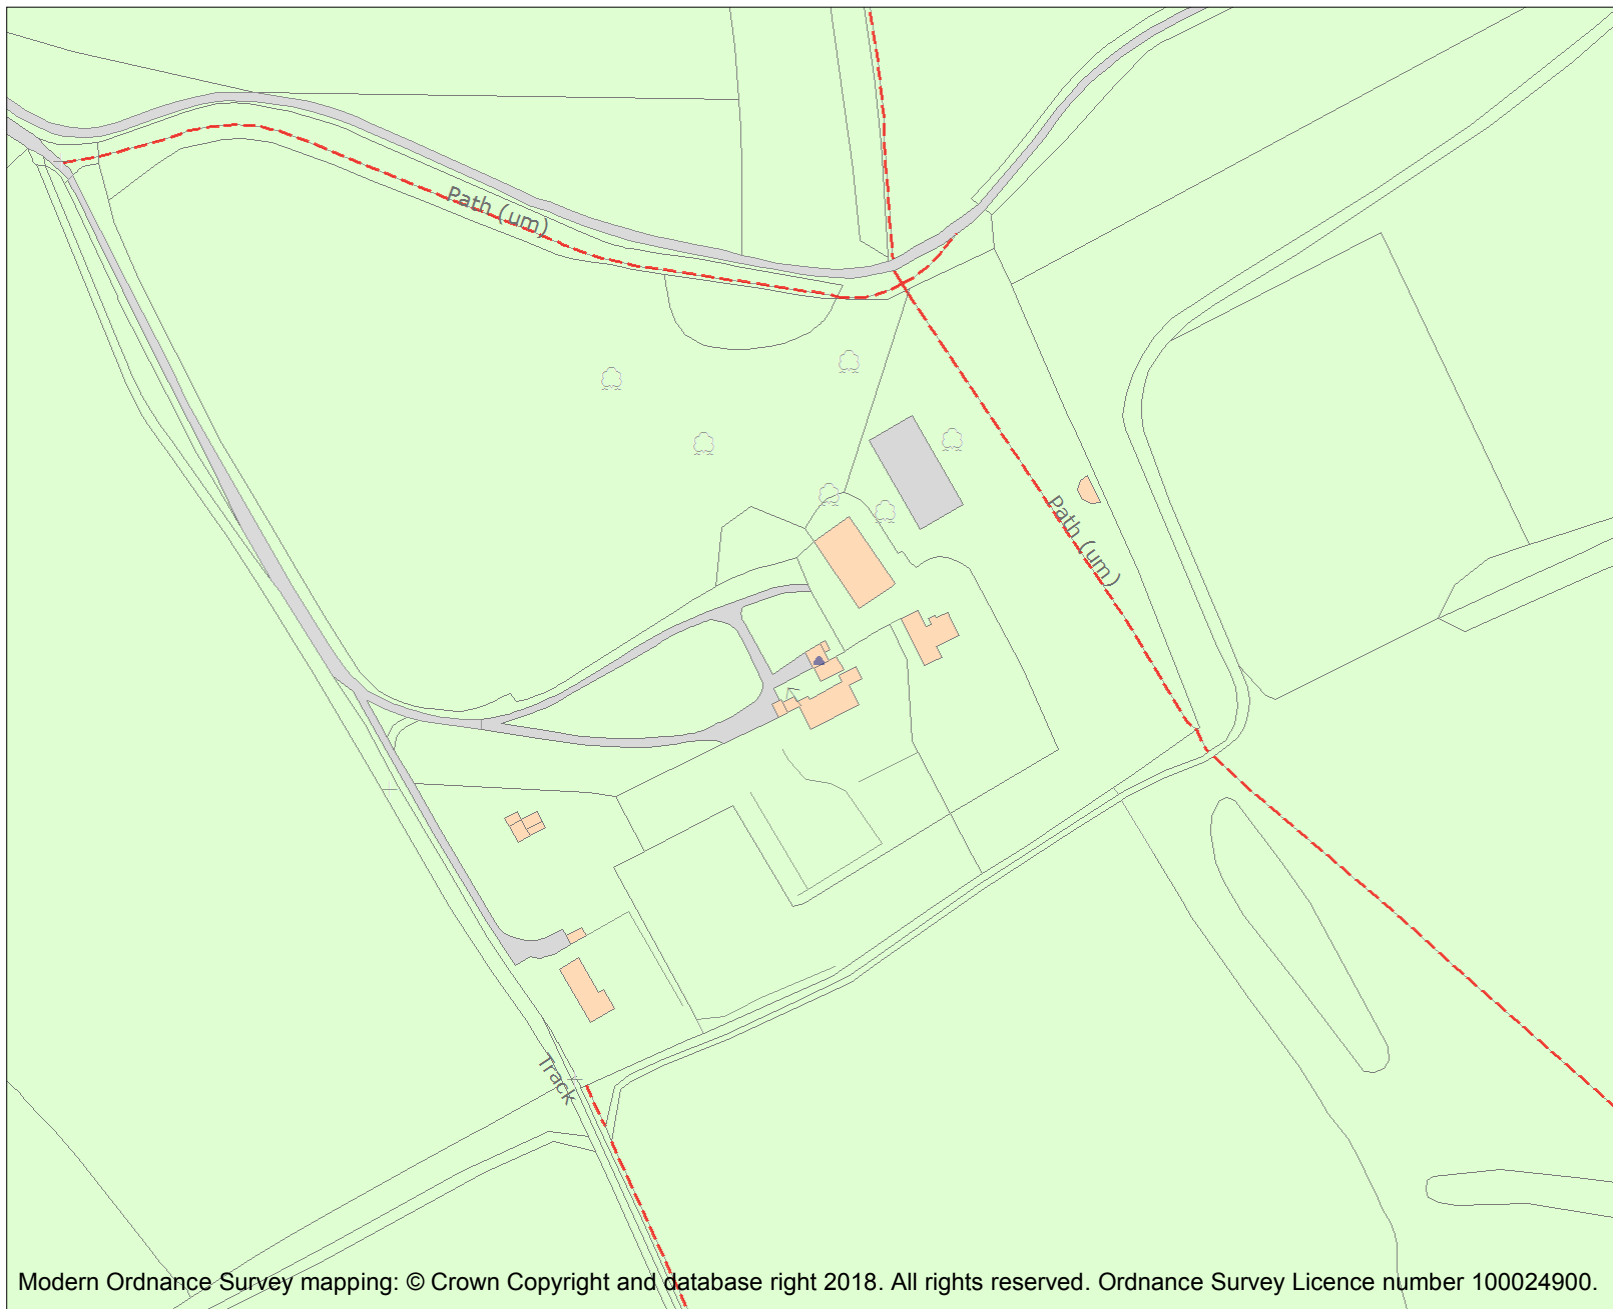 Path (um)
Path (um)
Track
Modern Ordnance Survey mapping: © Crown Copyright and database right 2018. All rights reserved. Ordnance Survey Licence number 100024900.